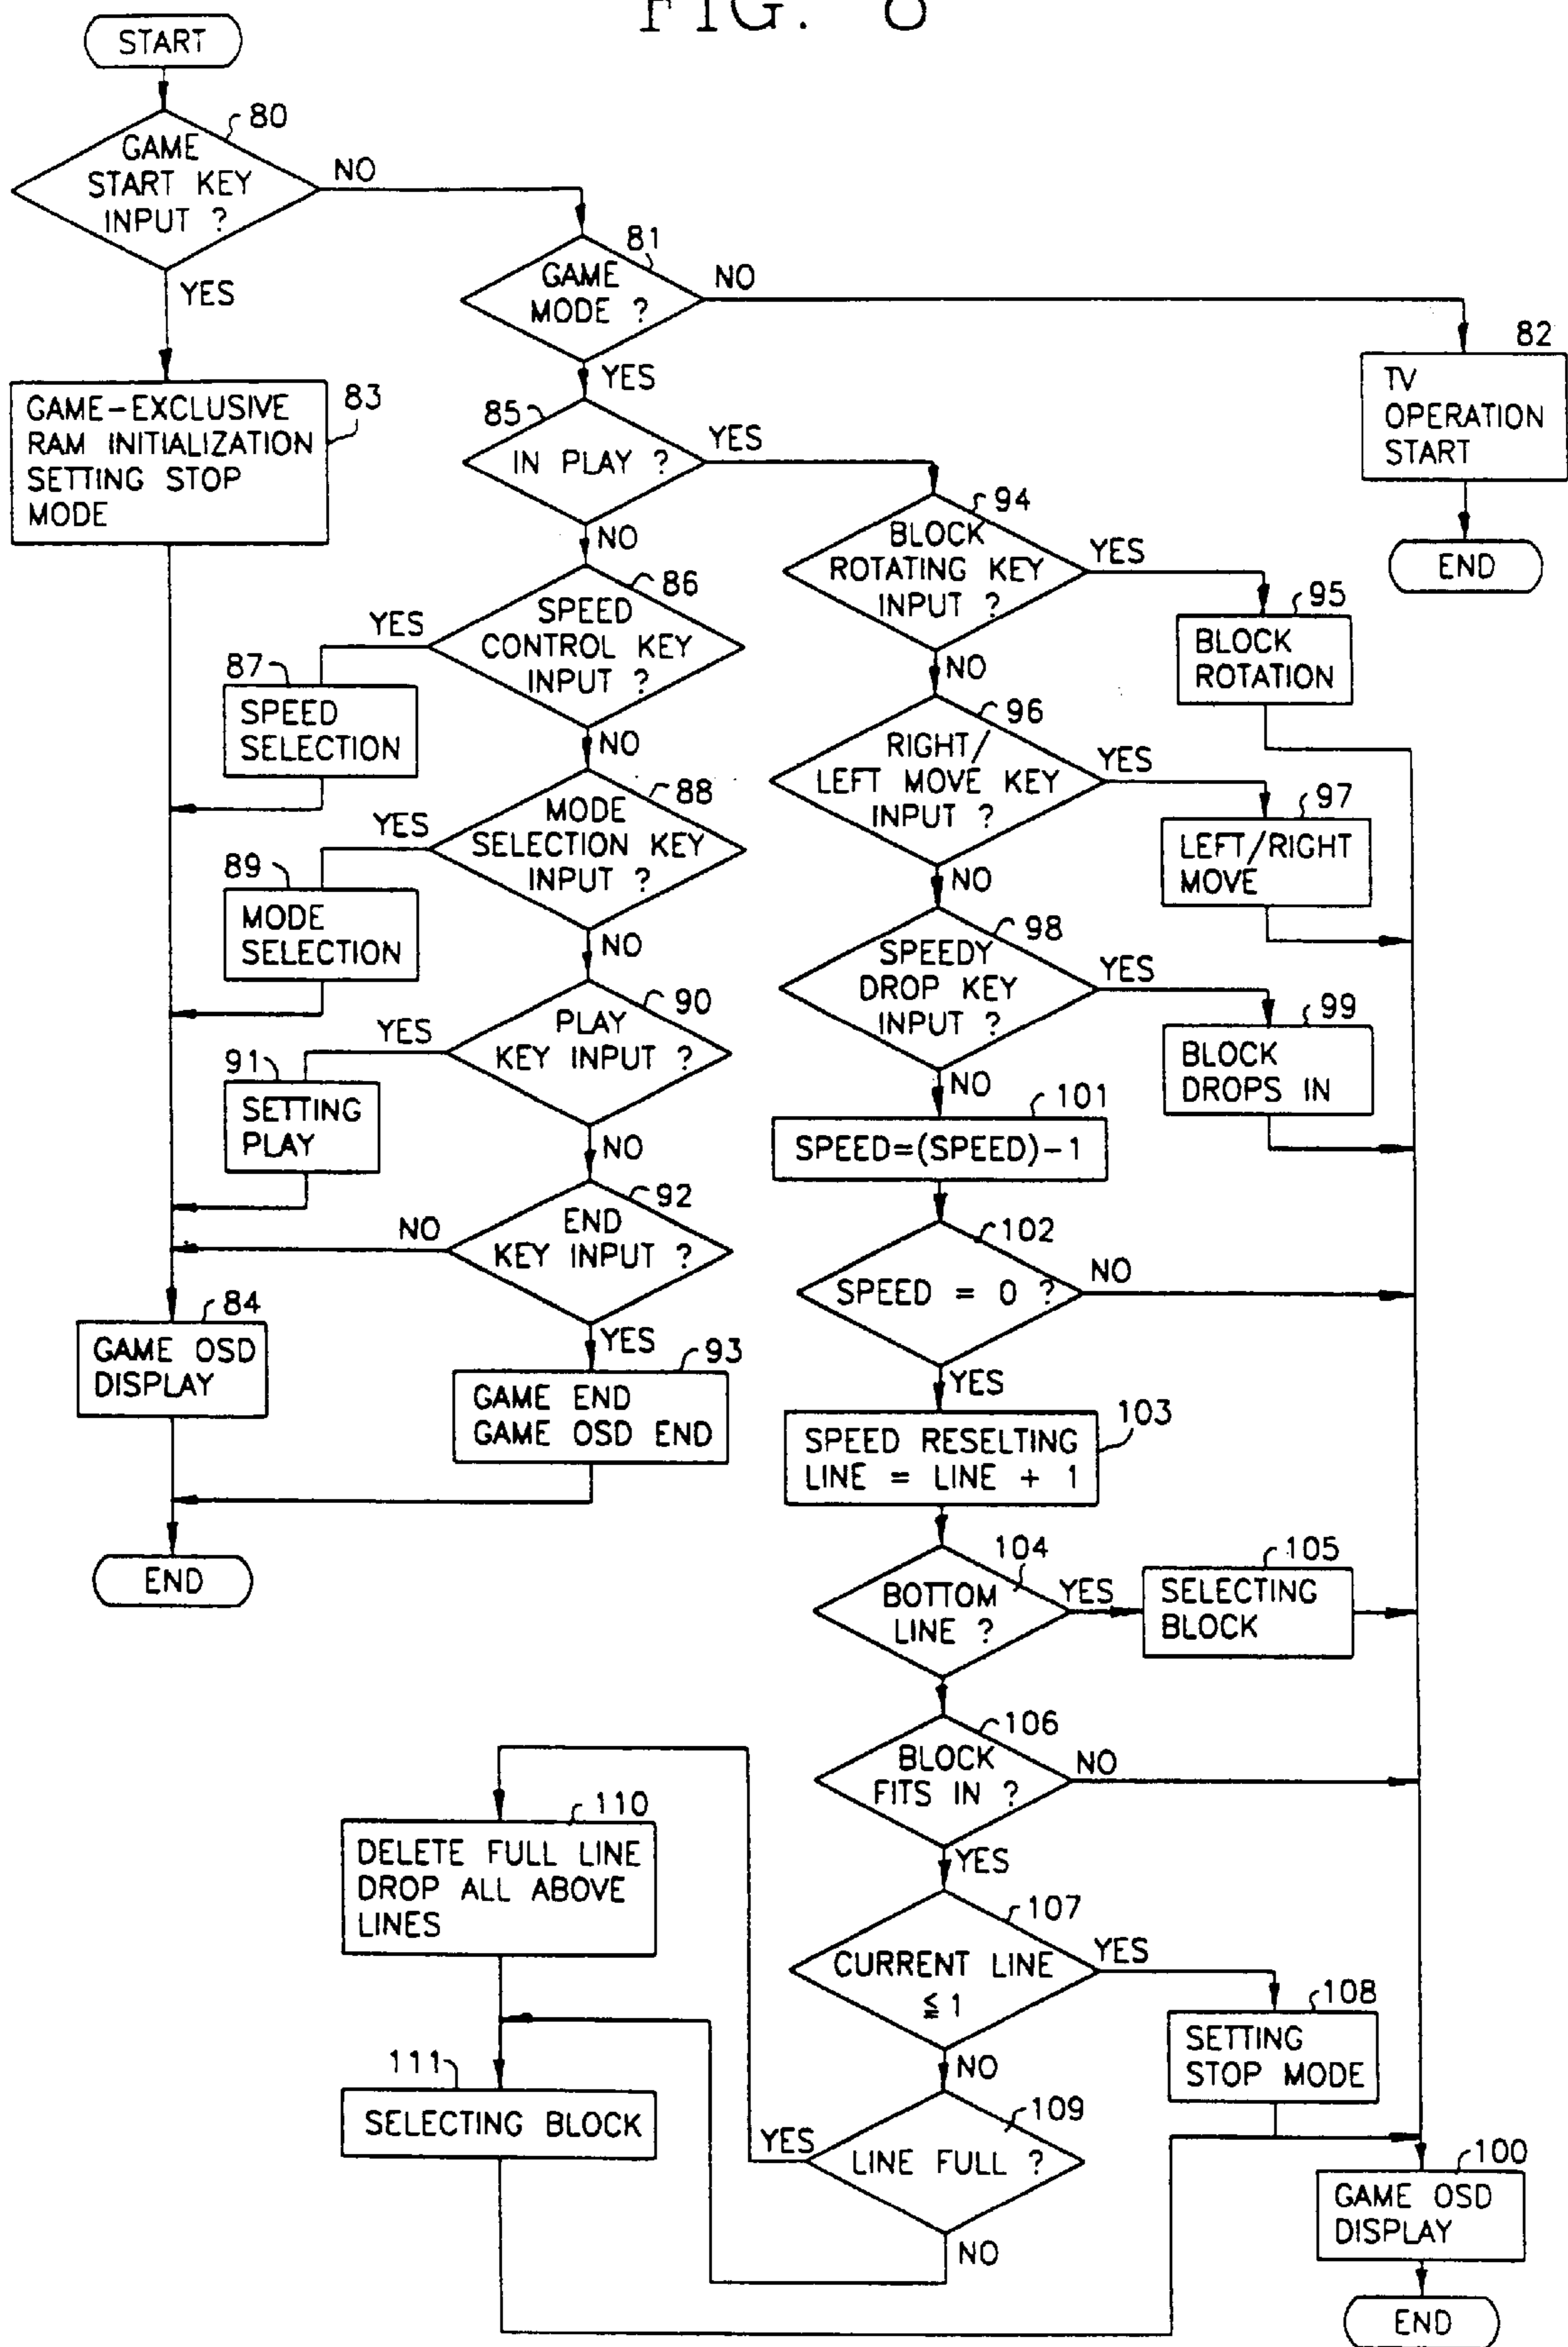 FIG. 8
START
80
GAME
START KEY
INPUT ?
NO
YES
81
GAME
MODE ?
NO
YES
82
TV
OPERATION
START
END
83
GAME-EXCLUSIVE
RAM INITIALIZATION
SETTING STOP
MODE
85
IN PLAY ?
YES
NO
86
SPEED
CONTROL KEY
INPUT ?
YES
NO
87
SPEED
SELECTION
88
MODE
SELECTION KEY
INPUT ?
YES
NO
89
MODE
SELECTION
90
PLAY
KEY INPUT ?
YES
NO
91
SETTING
PLAY
92
END
KEY INPUT ?
NO
YES
84
GAME OSD
DISPLAY
93
GAME END
GAME OSD END
END
94
BLOCK
ROTATING KEY
INPUT ?
YES
NO
95
BLOCK
ROTATION
96
RIGHT/
LEFT MOVE KEY
INPUT ?
YES
NO
97
LEFT/RIGHT
MOVE
98
SPEEDY
DROP KEY
INPUT ?
YES
NO
99
BLOCK
DROPS IN
101
SPEED=(SPEED)-1
102
SPEED = 0 ?
NO
YES
103
SPEED RESELTING
LINE = LINE + 1
104
BOTTOM
LINE ?
YES
105
SELECTING
BLOCK
106
BLOCK
FITS IN ?
NO
YES
107
CURRENT LINE
≦ 1
YES
NO
108
SETTING
STOP MODE
109
LINE FULL ?
YES
NO
110
DELETE FULL LINE
DROP ALL ABOVE
LINES
111
SELECTING BLOCK
100
GAME OSD
DISPLAY
END